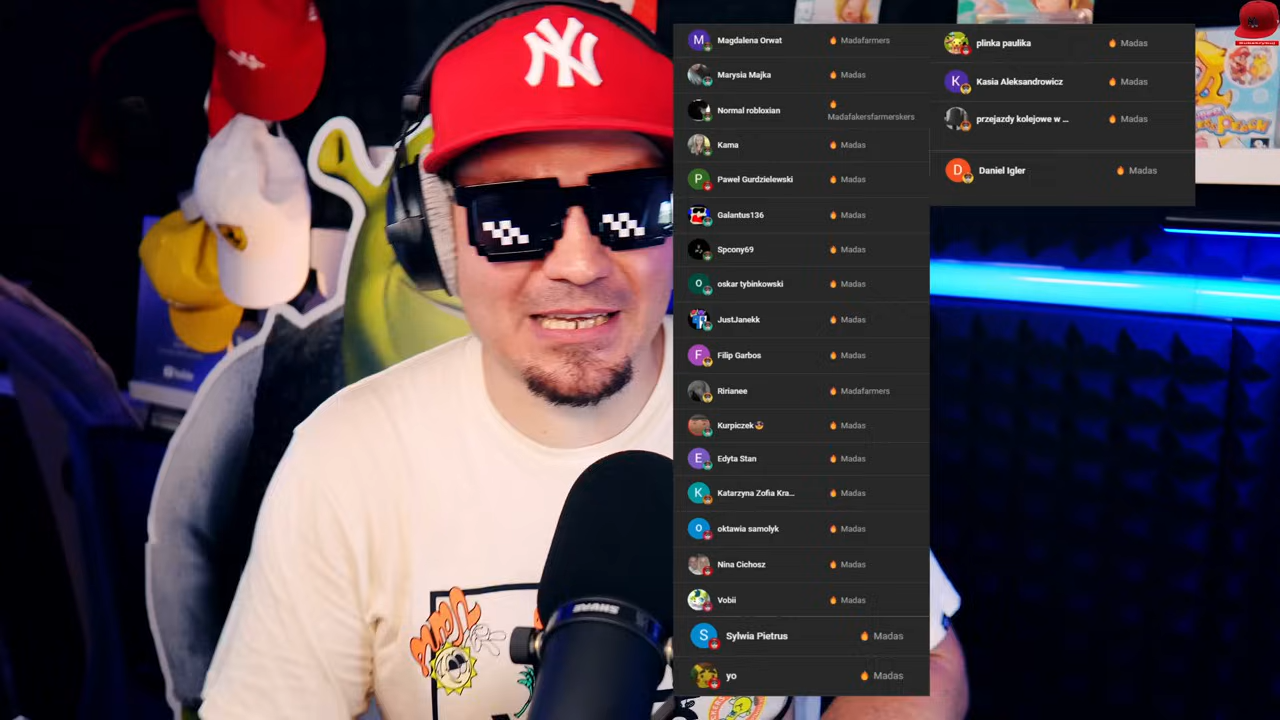 NY
Magdalena Orwat Madafarmers
Marysia Majka Madas
Normal robloxian Madafakersfarmerskers
Kama Madas
Paweł Gurdzielewski Madas
Galantus136 Madas
Spcony69 Madas
oskar tybinkowski Madas
JustJanekk Madas
Filip Garbos Madas
Ririanee Madafarmers
Kurpiczek Madas
Edyta Stan Madas
Katarzyna Zofia Kra... Madas
oktawia samolyk Madas
Nina Cichosz Madas
Vobii Madas
Sylwia Pietrus Madas
yo Madas
plinka paulika Madas
Kasia Aleksandrowicz Madas
przejazdy kolejowe w ... Madas
Daniel Igler Madas
SHURE